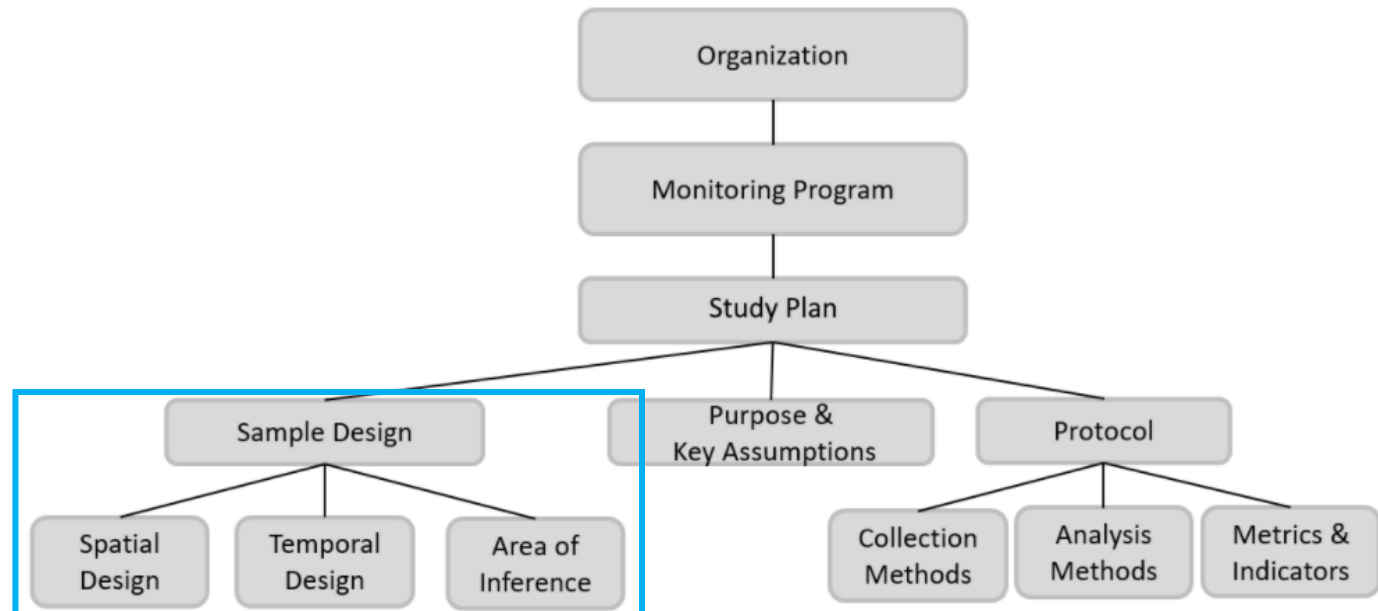 Organization
Monitoring Program
Study Plan
Sample Design
Purpose &
Key Assumptions
Protocol
Spatial
Design
Temporal
Design
Area of
Inference
Collection
Methods
Analysis
Methods
Metrics &
Indicators